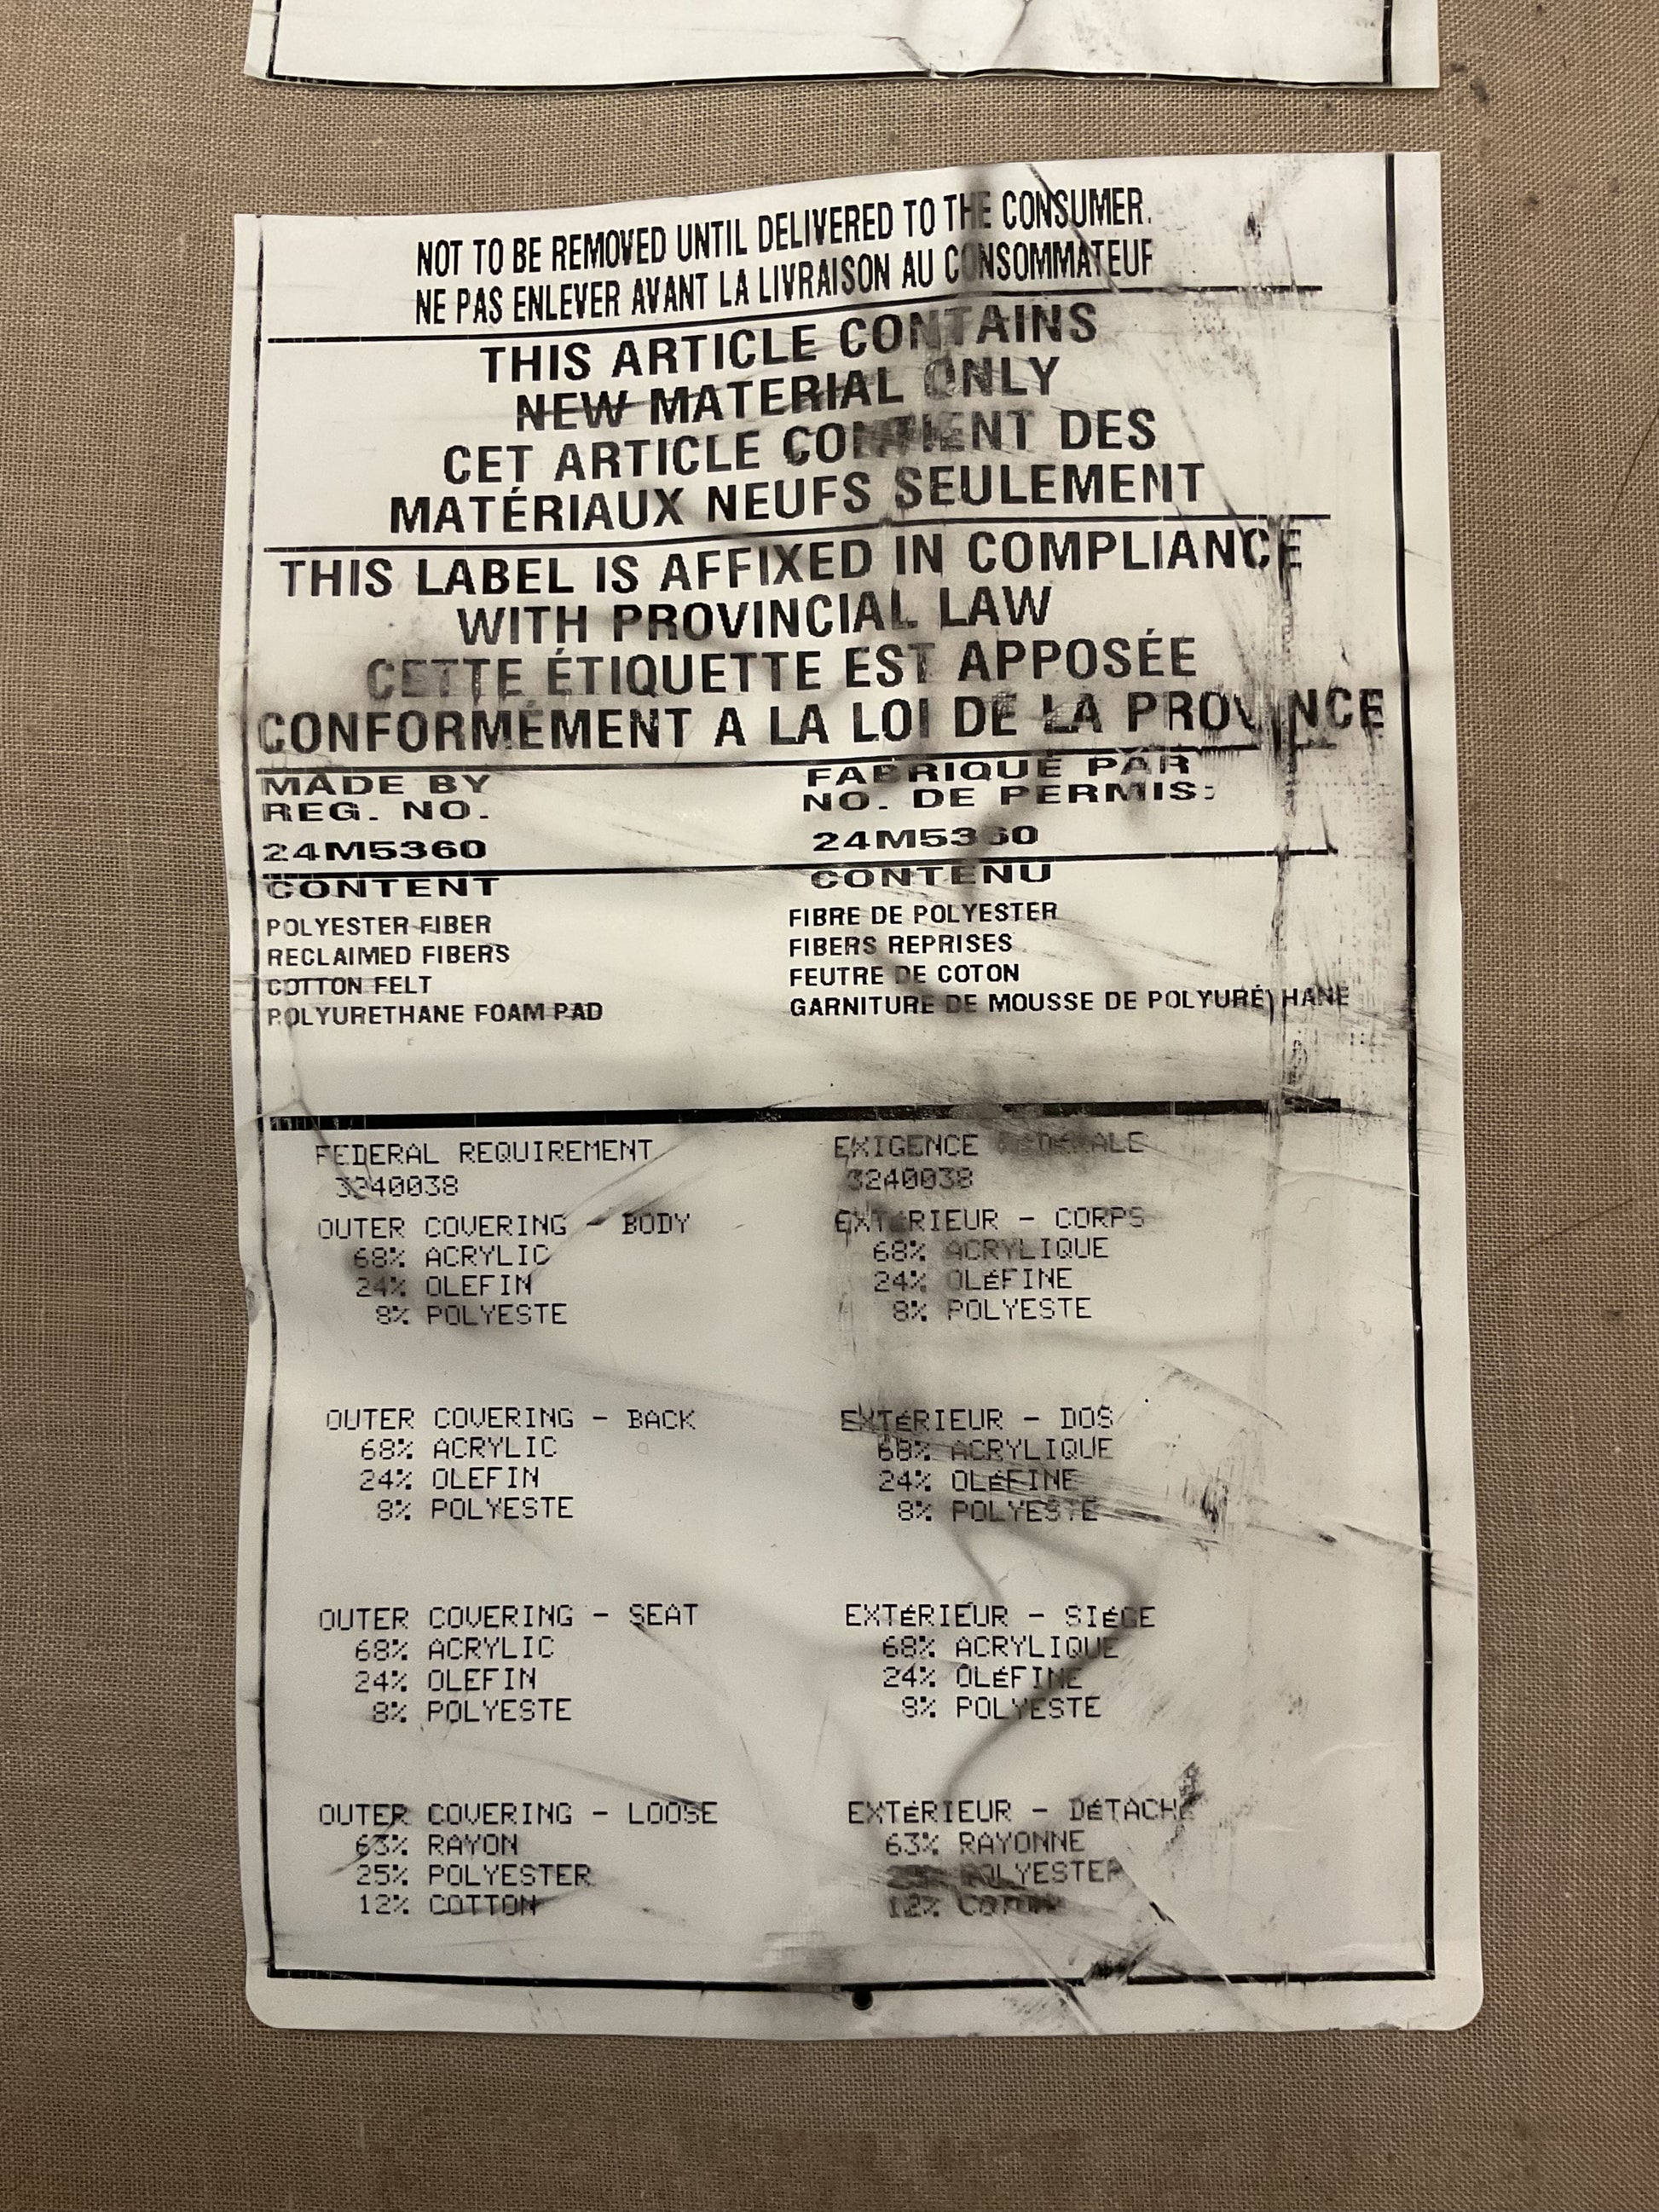 NOT TO BE REMOVED UNTIL DELIVERED TO THE CONSUMER.
NE PAS ENLEVER AVANT LA LIVRAISON AU CONSOMMATEUR
THIS ARTICLE CONTAINS
NEW MATERIAL ONLY
CET ARTICLE CONTIENT DES
MATÉRIAUX NEUFS SEULEMENT
THIS LABEL IS AFFIXED IN COMPLIANCE
WITH PROVINCIAL LAW
CETTE ÉTIQUETTE EST APPOSÉE
CONFORMÉMENT A LA LOI DE LA PROVINCE
MADE BY
REG. NO.
24M5360
FABRIQUE PAR
NO. DE PERMIS:
24M5360
CONTENT
POLYESTER FIBER
RECLAIMED FIBERS
COTTON FELT
POLYURETHANE FOAM PAD
CONTENU
FIBRE DE POLYESTER
FIBERS REPRISES
FEUTRE DE COTON
GARNITURE DE MOUSSE DE POLYURÉTHANE
FEDERAL REQUIREMENT
3240038
OUTER COVERING - BODY
68% ACRYLIC
24% OLEFIN
8% POLYESTE
EXIGENCE FÉDÉRALE
3240038
EXTÉRIEUR - CORPS
68% ACRYLIQUE
24% OLÉFINE
8% POLYESTE
OUTER COVERING - BACK
68% ACRYLIC
24% OLEFIN
8% POLYESTE
EXTÉRIEUR - DOS
68% ACRYLIQUE
24% OLÉFINE
8% POLYESTE
OUTER COVERING - SEAT
68% ACRYLIC
24% OLEFIN
8% POLYESTE
EXTÉRIEUR - SIÉGE
68% ACRYLIQUE
24% OLÉFINE
8% POLYESTE
OUTER COVERING - LOOSE
63% RAYON
25% POLYESTER
12% COTTON
EXTÉRIEUR - DÉTACHÉ
63% RAYONNE
25% POLYESTER
12% COTON